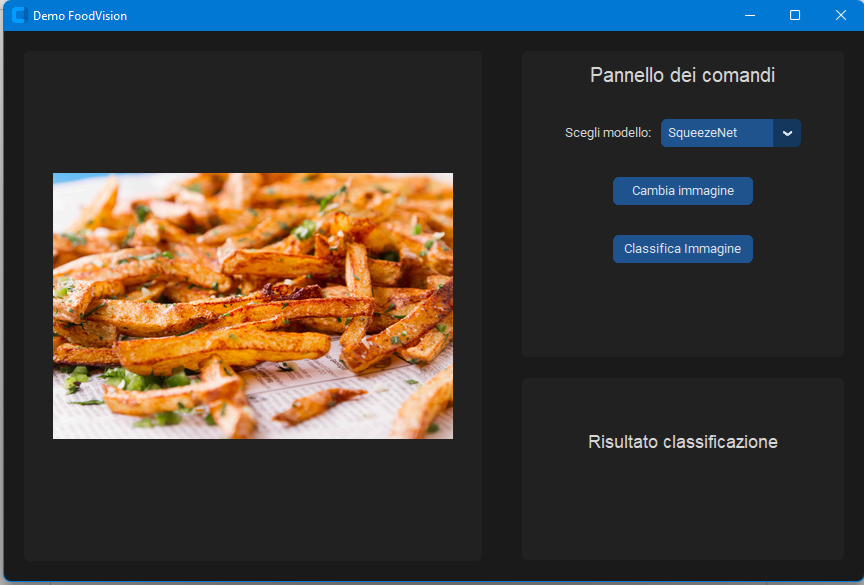 Demo FoodVision
Pannello dei comandi
Scegli modello:
SqueezeNet
Cambia immagine
Classifica Immagine
Risultato classificazione